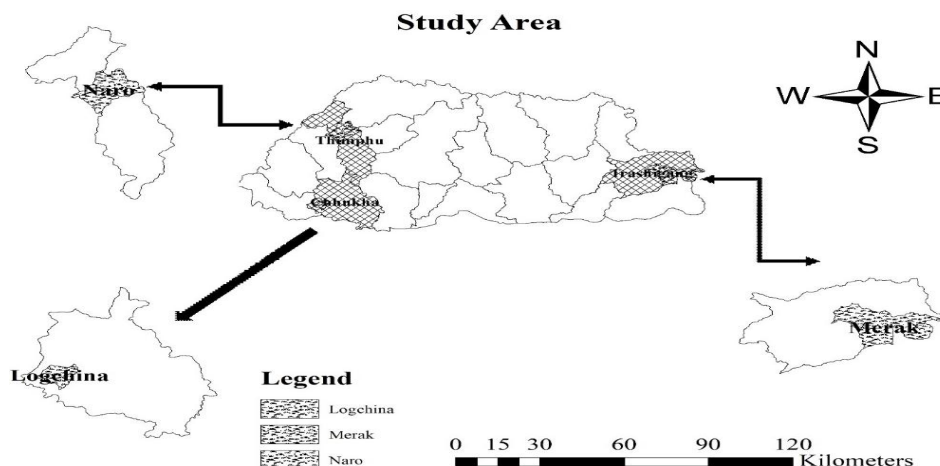 Study Area
N
W E
S
Naro
Thimphu
Trashigang
Chhukha
Merak
Logchina
Legend
Logchina
Merak
Naro
0 15 30 60 90 120
Kilometers